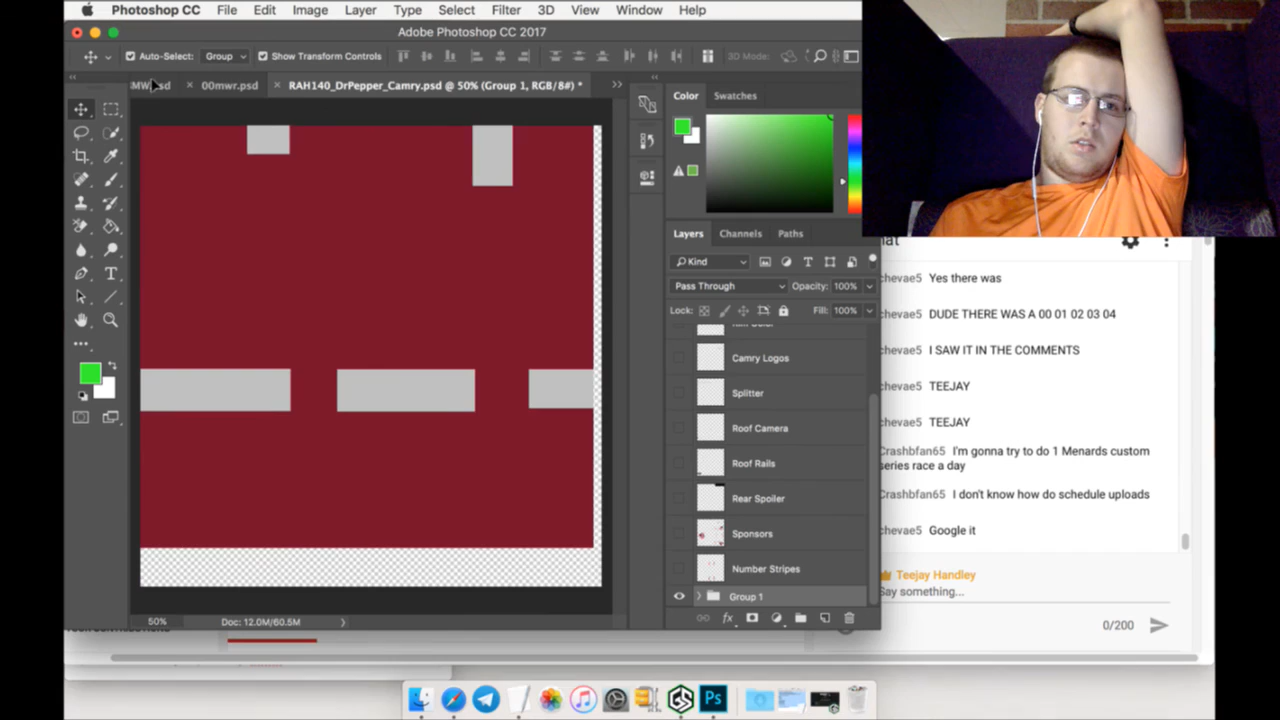 Photoshop CC File Edit Image Layer Type Select Filter 3D View Window Help
Adobe Photoshop CC 2017
Auto-Select: Group Show Transform Controls 3D Mode:
MW.psd 00mwr.psd RAH140_DrPepper_Camry.psd @ 50% (Group 1, RGB/8#) *
Color Swatches
Layers Channels Paths
Kind
Pass Through Opacity: 100%
Lock: Fill: 100%
Camry Logos
Splitter
Roof Camera
Roof Rails
Rear Spoiler
Sponsors
Number Stripes
Group 1
50% Doc: 12.0M/60.5M
hat
chevae5 Yes there was
chevae5 DUDE THERE WAS A 00 01 02 03 04
chevae5 I SAW IT IN THE COMMENTS
chevae5 TEEJAY
chevae5 TEEJAY
Crashbfan65 I'm gonna try to do 1 Menards custom
series race a day
Crashbfan65 I don't know how do schedule uploads
chevae5 Google it
Teejay Handley
Say something...
0/200
Ps